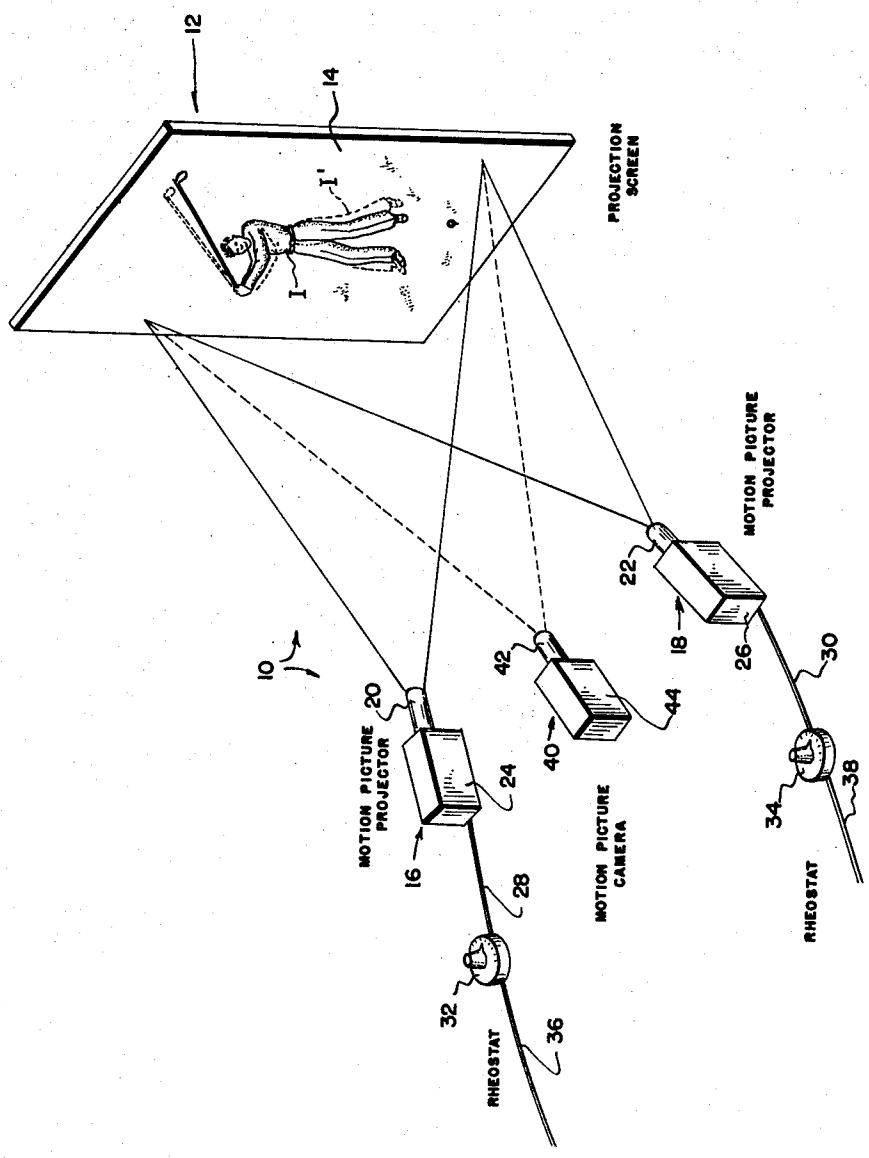 12
14
I'
I
PROJECTION
SCREEN
10
20
MOTION PICTURE
PROJECTOR
16
24
28
32
RHEOSTAT
36
42
40
44
MOTION PICTURE
CAMERA
22
18
26
MOTION PICTURE
PROJECTOR
30
34
38
RHEOSTAT